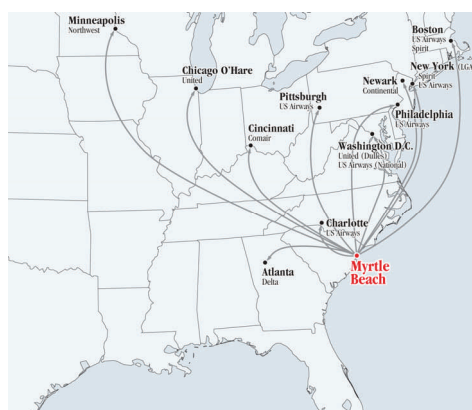 Minneapolis
Northwest
Boston
US Airways
Spirit
Chicago O'Hare
United
New York (LGA)
Spirit
US Airways
Newark
Continental
Pittsburgh
US Airways
Philadelphia
US Airways
Cincinnati
Comair
Washington D.C.
United (Dulles)
US Airways (National)
Charlotte
US Airways
Atlanta
Delta
Myrtle
Beach